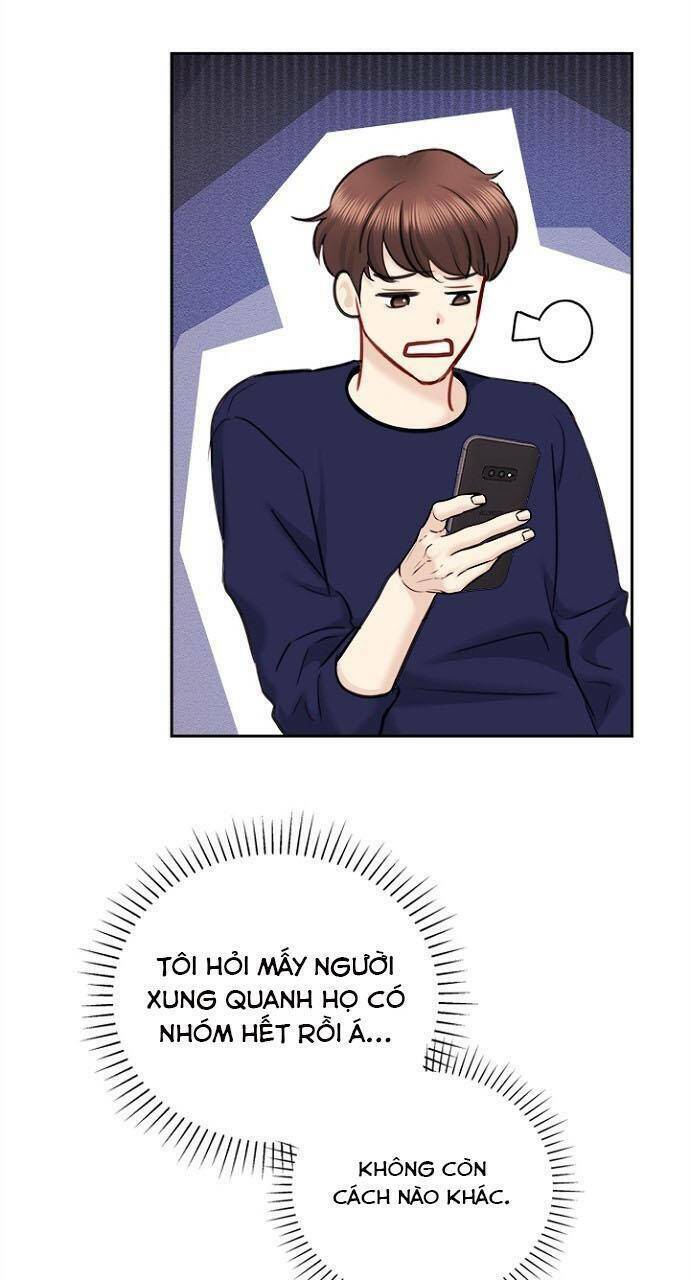 TÔI HỎI MẤY NGƯỜI
XUNG QUANH HỌ CÓ
NHÓM HẾT RỒI Á...
KHÔNG CÒN
CÁCH NÀO KHÁC.